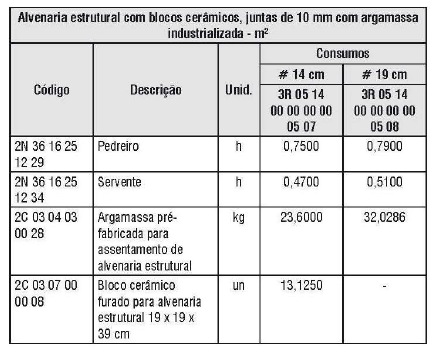 Alvenaria estrutural com blocos cerâmicos, juntas de 10 mm com argamassa
industrializada - m²
Consumos
Código
Descrição
Unid.
# 14 cm
# 19 cm
3R 05 14
00 00 00 00
05 07
3R 05 14
00 00 00 00
05 08
2N 36 16 25
12 29
Pedreiro
h
0,7500
0,7900
2N 36 16 25
12 34
Servente
h
0,4700
0,5100
2C 03 04 03
00 28
Argamassa pré-
fabricada para
assentamento de
alvenaria estrutural
kg
23,6000
32,0286
2C 03 07 00
00 08
Bloco cerâmico
furado para alvenaria
estrutural 19 x 19 x
39 cm
un
13,1250
-